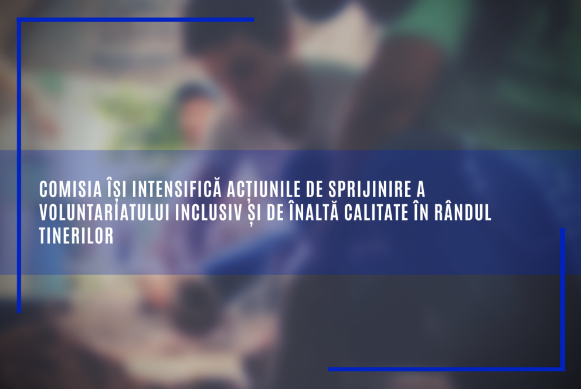 COMISIA ÎȘI INTENSIFICĂ ACȚIUNILE DE SPRIJINIRE A
VOLUNTARIATULUI INCLUSIV ȘI DE ÎNALTĂ CALITATE ÎN RÂNDUL
TINERILOR